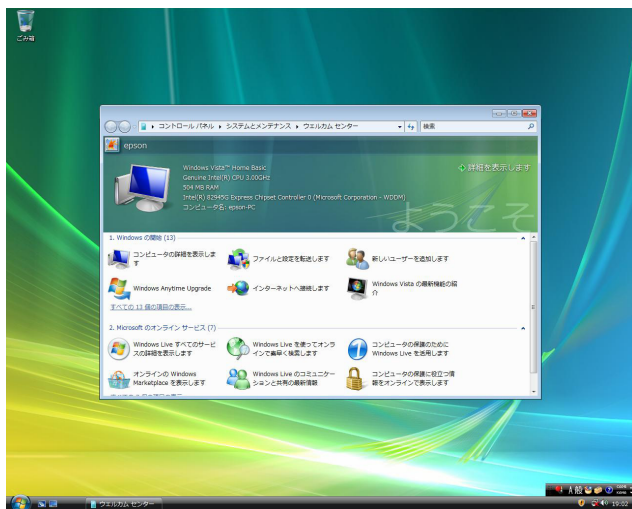 ごみ箱
コントロール パネル ▸ システムとメンテナンス ▸ ウエルカム センター
検索
epson
詳細を表示します
Windows Vista™ Home Basic
Genuine Intel(R) CPU 3.00GHz
504 MB RAM
Intel(R) 82945G Express Chipset Controller 0 (Microsoft Corporation - WDDM)
コンピュータ名: epson-PC
ようこそ
1. Windows の開始 (13)
コンピュータの詳細を表示しま
す
ファイルと設定を転送します
新しいユーザーを追加します
Windows Anytime Upgrade
インターネットへ接続します
Windows Vista の最新機能の紹
介
すべての 13 個の項目の表示...
2. Microsoft のオンライン サービス (7)
Windows Live すべてのサービ
スの詳細を表示します
Windows Live を使ってオンラ
インで素早く検索します
コンピュータの保護のために
Windows Live を活用します
オンラインの Windows
Marketplace を表示します
Windows Live のコミュニケー
ションと共有の最新情報
コンピュータの保護に役立つ情
報をオンラインで表示します
A 般
CAPS
KANA
ウエルカム センター
19:02